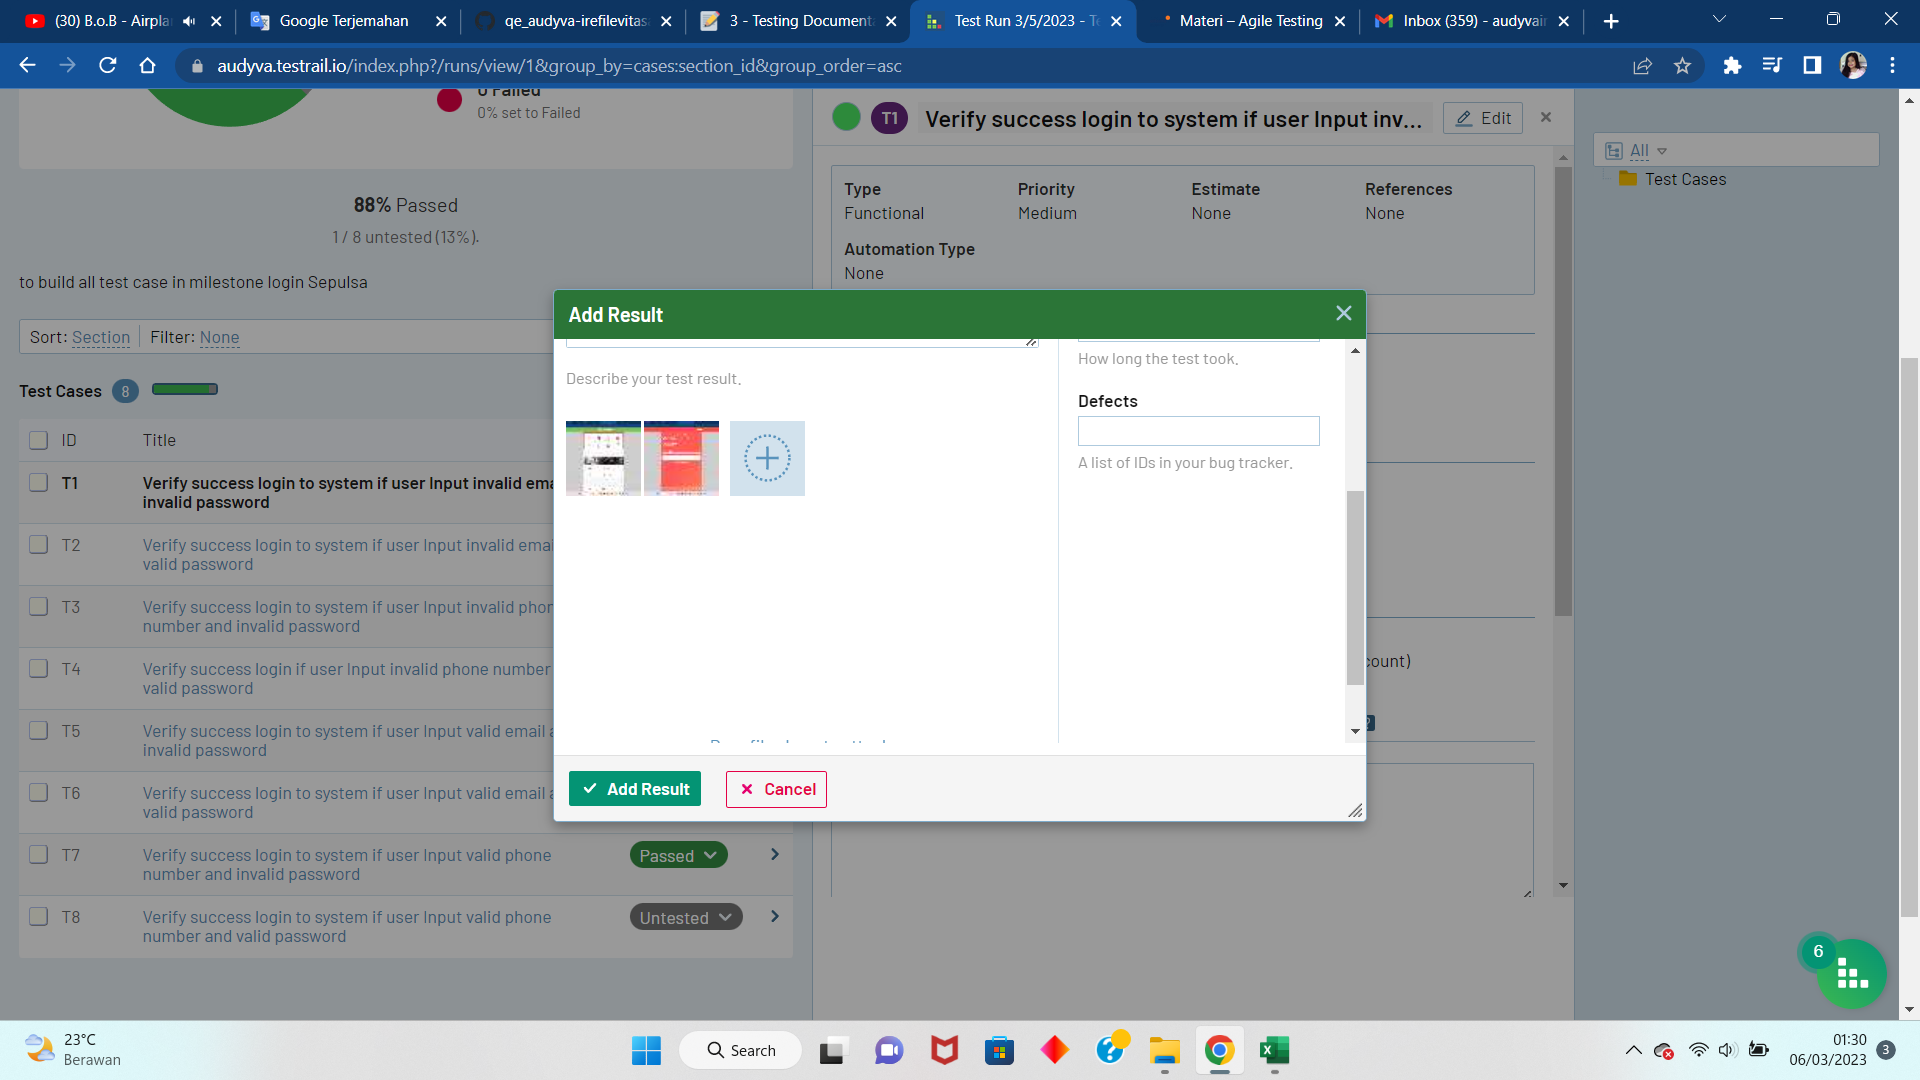 (30) B.o.B - Airpla
Google Terjemahan
qe_audyva-irefilevitas
3 - Testing Document
Test Run 3/5/2023 - Te
Materi – Agile Testing
Inbox (359) - audyvair
audyva.testrail.io/index.php?/runs/view/1&group_by=cases:section_id&group_order=asc
0 Failed
0% set to Failed
88% Passed
1 / 8 untested (13%).
to build all test case in milestone login Sepulsa
Sort: Section
Filter: None
Test Cases 8
ID Title
T1 Verify success login to system if user Input invalid ema
invalid password
T2 Verify success login to system if user Input invalid emai
valid password
T3 Verify success login to system if user Input invalid phon
number and invalid password
T4 Verify success login if user Input invalid phone number
valid password
T5 Verify success login to system if user Input valid email a
invalid password
T6 Verify success login to system if user Input valid email a
valid password
T7 Verify success login to system if user Input valid phone
number and invalid password
Passed
T8 Verify success login to system if user Input valid phone
number and valid password
Untested
T1 Verify success login to system if user Input inv...
Edit
Type
Functional
Priority
Medium
Estimate
None
References
None
Automation Type
None
count)
?
All
Test Cases
Add Result
Describe your test result.
How long the test took.
Defects
A list of IDs in your bug tracker.
Add Result
Cancel
6
23°C
Berawan
Search
01:30
06/03/2023
3